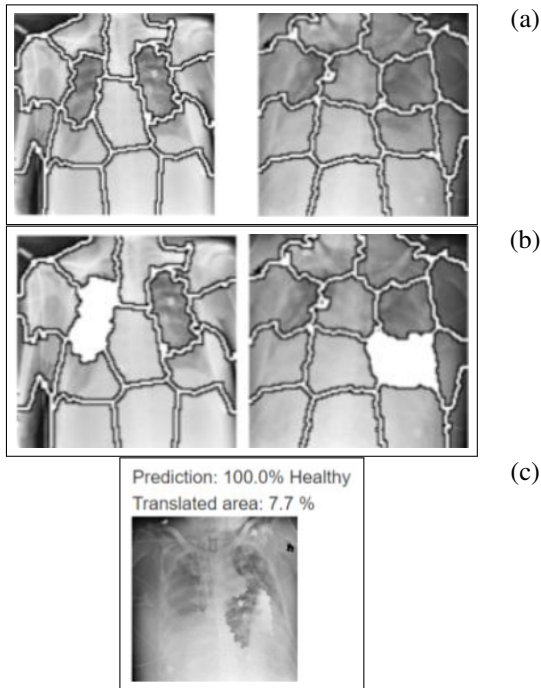 (a)
(b)
(c)
Prediction: 100.0% Healthy
Translated area: 7.7 %